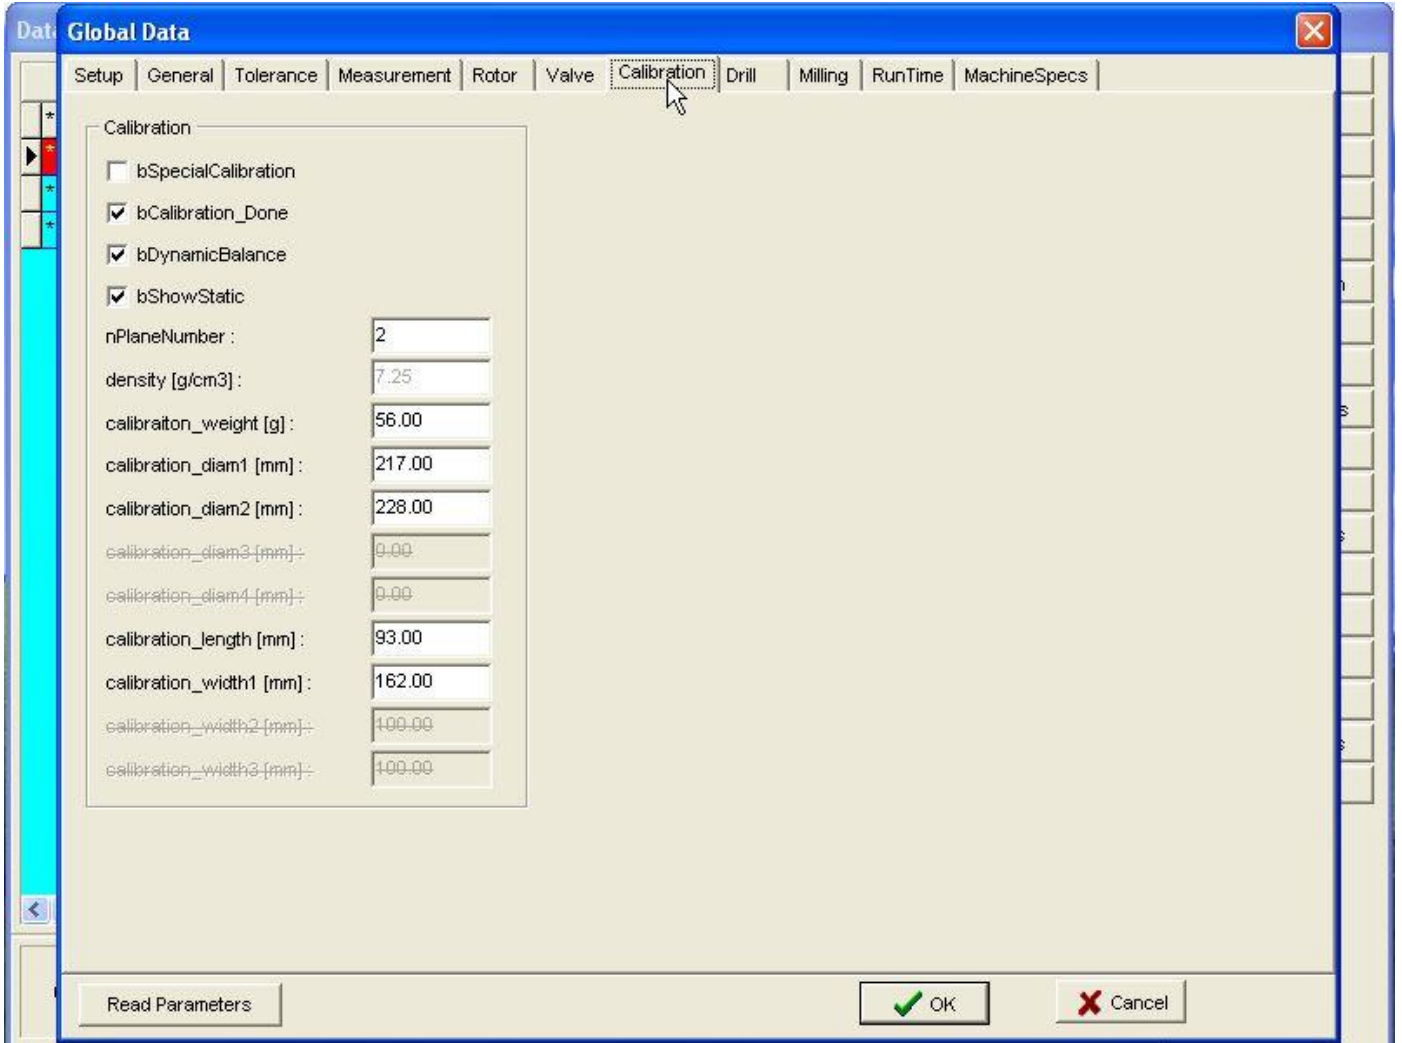 Data
Global Data
Setup General Tolerance Measurement Rotor Valve Calibration Drill Milling RunTime MachineSpecs
Calibration
bSpecialCalibration
bCalibration_Done
bDynamicBalance
bShowStatic
nPlaneNumber : 2
density [g/cm3] : 7.25
calibraiton_weight [g] : 56.00
calibration_diam1 [mm] : 217.00
calibration_diam2 [mm] : 228.00
calibration_diam3 [mm] : 0.00
calibration_diam4 [mm] : 0.00
calibration_length [mm] : 93.00
calibration_width1 [mm] : 162.00
calibration_width2 [mm] : 100.00
calibration_width3 [mm] : 100.00
Read Parameters OK Cancel